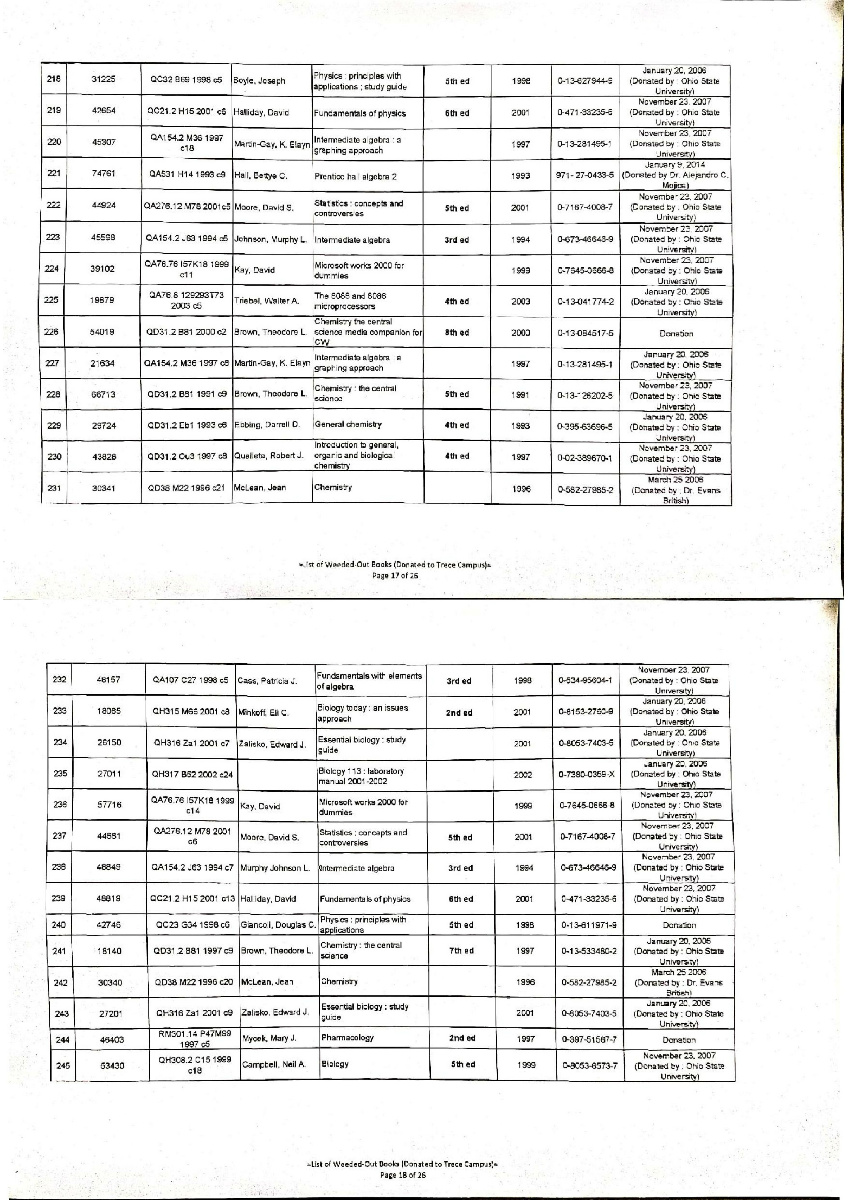 218 31225 QC32 B69 1998 c5 Boyle, Joseph Physics : principles with applications ; study guide 5th ed 1998 0-13-627944-9 January 20, 2006 (Donated by : Ohio State University)
219 42654 QC21.2 H15 2001 c6 Halliday, David Fundamentals of physics 6th ed 2001 0-471-33235-6 November 23, 2007 (Donated by : Ohio State University)
220 45307 QA154.2 M36 1997 c18 Martin-Gay, K. Elayn Intermediate algebra : a graphing approach 1997 0-13-281495-1 November 23, 2007 (Donated by : Ohio State University)
221 74761 QA531 H14 1993 c9 Hall, Bettye C. Prentice hall algebra 2 1993 971- 27-0433-5 January 9, 2014 (Donated by Dr. Alejandro C. Mojica)
222 44924 QA276.12 M78 2001c5 Moore, David S. Statistics : concepts and controversies 5th ed 2001 0-7167-4008-7 November 23, 2007 (Donated by : Ohio State University)
223 45598 QA154.2 J63 1994 c5 Johnson, Murphy L. Intermediate algebra 3rd ed 1994 0-673-46646-9 November 23, 2007 (Donated by : Ohio State University)
224 39102 QA76.76 I57K18 1999 c11 Kay, David Microsoft works 2000 for dummies 1999 0-7645-0666-8 November 23, 2007 (Donated by : Ohio State University)
225 19879 QA76.8 129293T73 2003 c5 Triebel, Walter A. The 8088 and 8086 microprocessors 4th ed 2003 0-13-041774-2 January 20, 2006 (Donated by : Ohio State University)
226 54019 QD31.2 B81 2000 c2 Brown, Theodore L. Chemistry the central science media companion for CW 8th ed 2000 0-13-084517-5 Donation
227 21634 QA154.2 M36 1997 c8 Martin-Gay, K. Elayn Intermediate algebra : a graphing approach 1997 0-13-281495-1 January 20, 2006 (Donated by : Ohio State University)
228 66713 QD31.2 B81 1991 c9 Brown, Theodore L. Chemistry : the central science 5th ed 1991 0-13-126202-5 November 23, 2007 (Donated by : Ohio State University)
229 29724 QD31.2 Eb1 1993 c6 Ebbing, Darrell D. General chemistry 4th ed 1993 0-395-63696-5 January 20, 2006 (Donated by : Ohio State University)
230 43826 QD31.2 Ou3 1997 c8 Ouellete, Robert J. Introduction to general, organic and biological chemistry 4th ed 1997 0-02-389670-1 November 23, 2007 (Donated by : Ohio State University)
231 30341 QD38 M22 1996 c21 McLean, Jean Chemistry 1996 0-582-27985-2 March 25 2006 (Donated by : Dr. Evans British)
~List of Weeded-Out Books (Donated to Trece Campus)~
Page 17 of 26
232 46157 QA107 C27 1998 c5 Cass, Patricia J. Fundamentals with elements of algebra 3rd ed 1998 0-534-95604-1 November 23, 2007 (Donated by : Ohio State University)
233 18085 QH315 M66 2001 c8 Minkoff, Eli C. Biology today : an issues approach 2nd ed 2001 0-8153-2760-9 January 20, 2006 (Donated by : Ohio State University)
234 26150 QH316 Za1 2001 c7 Zalisko, Edward J. Essential biology : study guide 2001 0-8053-7403-5 January 20, 2006 (Donated by : Ohio State University)
235 27011 QH317 B52 2002 c24 Biology 113 : laboratory manual 2001-2002 2002 0-7380-0359-X January 20, 2006 (Donated by : Ohio State University)
236 57716 QA76.76 I57K18 1999 c14 Kay, David Microsoft works 2000 for dummies 1999 0-7645-0666-8 November 23, 2007 (Donated by : Ohio State University)
237 44561 QA276.12 M78 2001 c6 Moore, David S. Statistics : concepts and controversies 5th ed 2001 0-7167-4008-7 November 23, 2007 (Donated by : Ohio State University)
238 46849 QA154.2 J63 1994 c7 Murphy Johnson L. Intermediate algebra 3rd ed 1994 0-673-46646-9 November 23, 2007 (Donated by : Ohio State University)
239 48819 QC21.2 H15 2001 c13 Halliday, David Fundamentals of physics 6th ed 2001 0-471-33235-6 November 23, 2007 (Donated by : Ohio State University)
240 42746 QC23 G34 1998 c6 Giancoli, Douglas C. Physics : principles with applications 5th ed 1998 0-13-611971-9 Donation
241 18140 QD31.2 B81 1997 c9 Brown, Theodore L. Chemistry : the central science 7th ed 1997 0-13-533480-2 January 20, 2006 (Donated by : Ohio State University)
242 30340 QD38 M22 1996 c20 McLean, Jean Chemistry 1996 0-582-27985-2 March 25 2006 (Donated by : Dr. Evans British)
243 27201 QH316 Za1 2001 c9 Zalisko, Edward J. Essential biology : study guide 2001 0-8053-7403-5 January 20, 2006 (Donated by : Ohio State University)
244 46403 RM301.14 P47M99 1997 c5 Mycek, Mary J. Pharmacology 2nd ed 1997 0-397-51567-7 Donation
245 53430 QH308.2 C15 1999 c18 Campbell, Neil A. Biology 5th ed 1999 0-8053-6573-7 November 23, 2007 (Donated by : Ohio State University)
~List of Weeded-Out Books (Donated to Trece Campus)~
Page 18 of 26